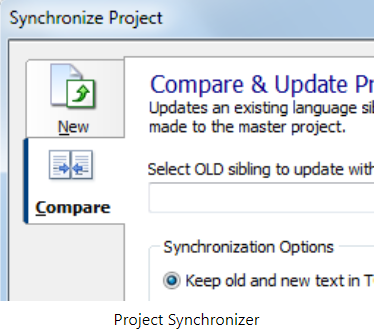 Synchronize Project
New
Compare
Compare & Update Pr
Updates an existing language sib
made to the master project.
Select OLD sibling to update with
Synchronization Options
Keep old and new text in T
Project Synchronizer